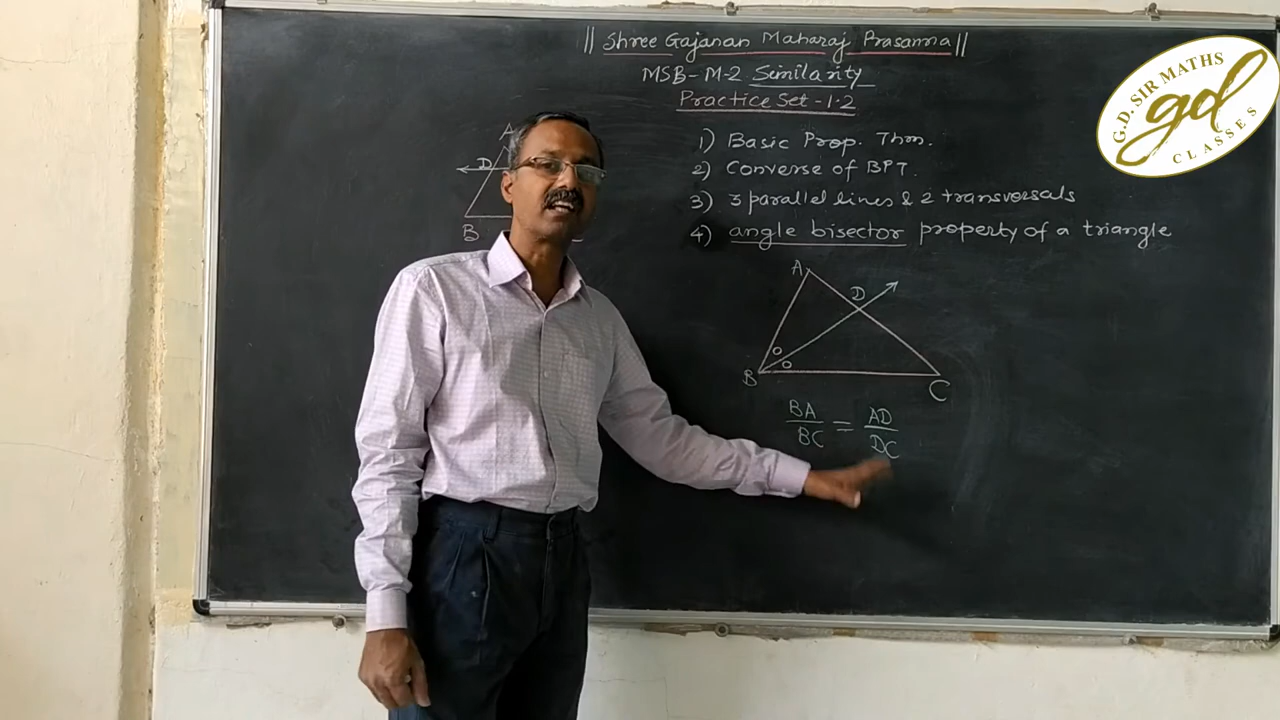 || Shree Gajanan Maharaj Prasanna ||
MSB - M-2 Similarity
Practice Set - 1.2
1) Basic Prop. Thm.
2) Converse of BPT.
3) 3 parallel lines & 2 transversals
4) angle bisector property of a triangle
A
D
B
A
D
B
C
BA/BC = AD/DC
G.D. SIR MATHS
gd
CLASSES